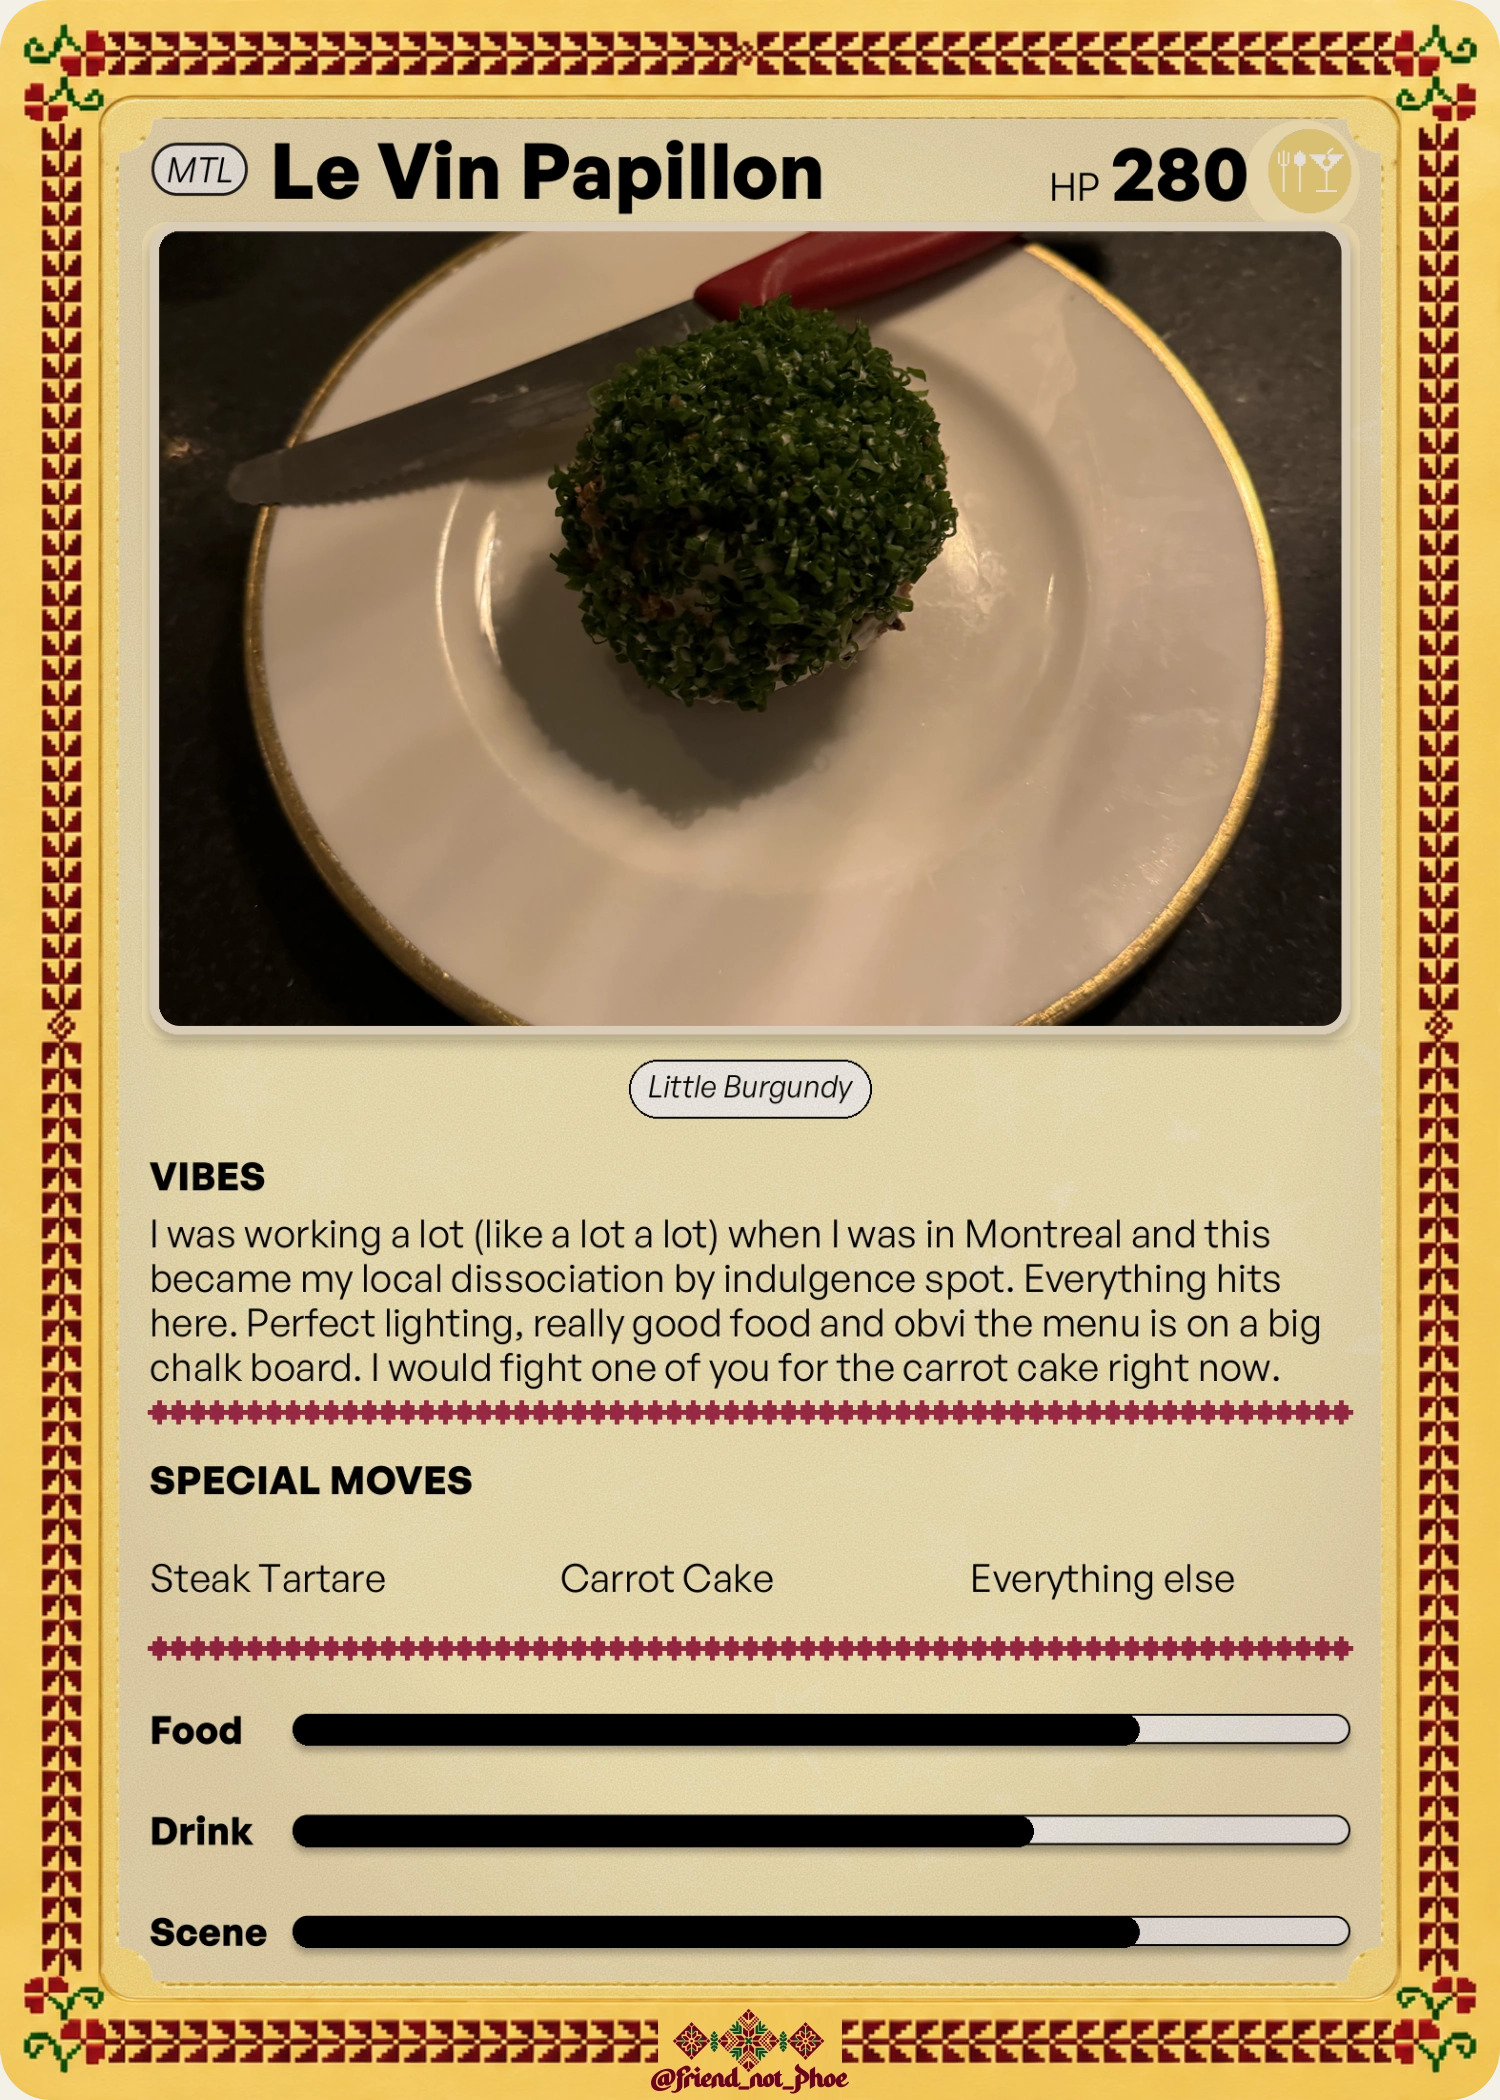 MTL Le Vin Papillon HP 280
Little Burgundy
VIBES
I was working a lot (like a lot a lot) when I was in Montreal and this
became my local dissociation by indulgence spot. Everything hits
here. Perfect lighting, really good food and obvi the menu is on a big
chalk board. I would fight one of you for the carrot cake right now.
SPECIAL MOVES
Steak Tartare Carrot Cake Everything else
Food
Drink
Scene
@friend_not_Phoe